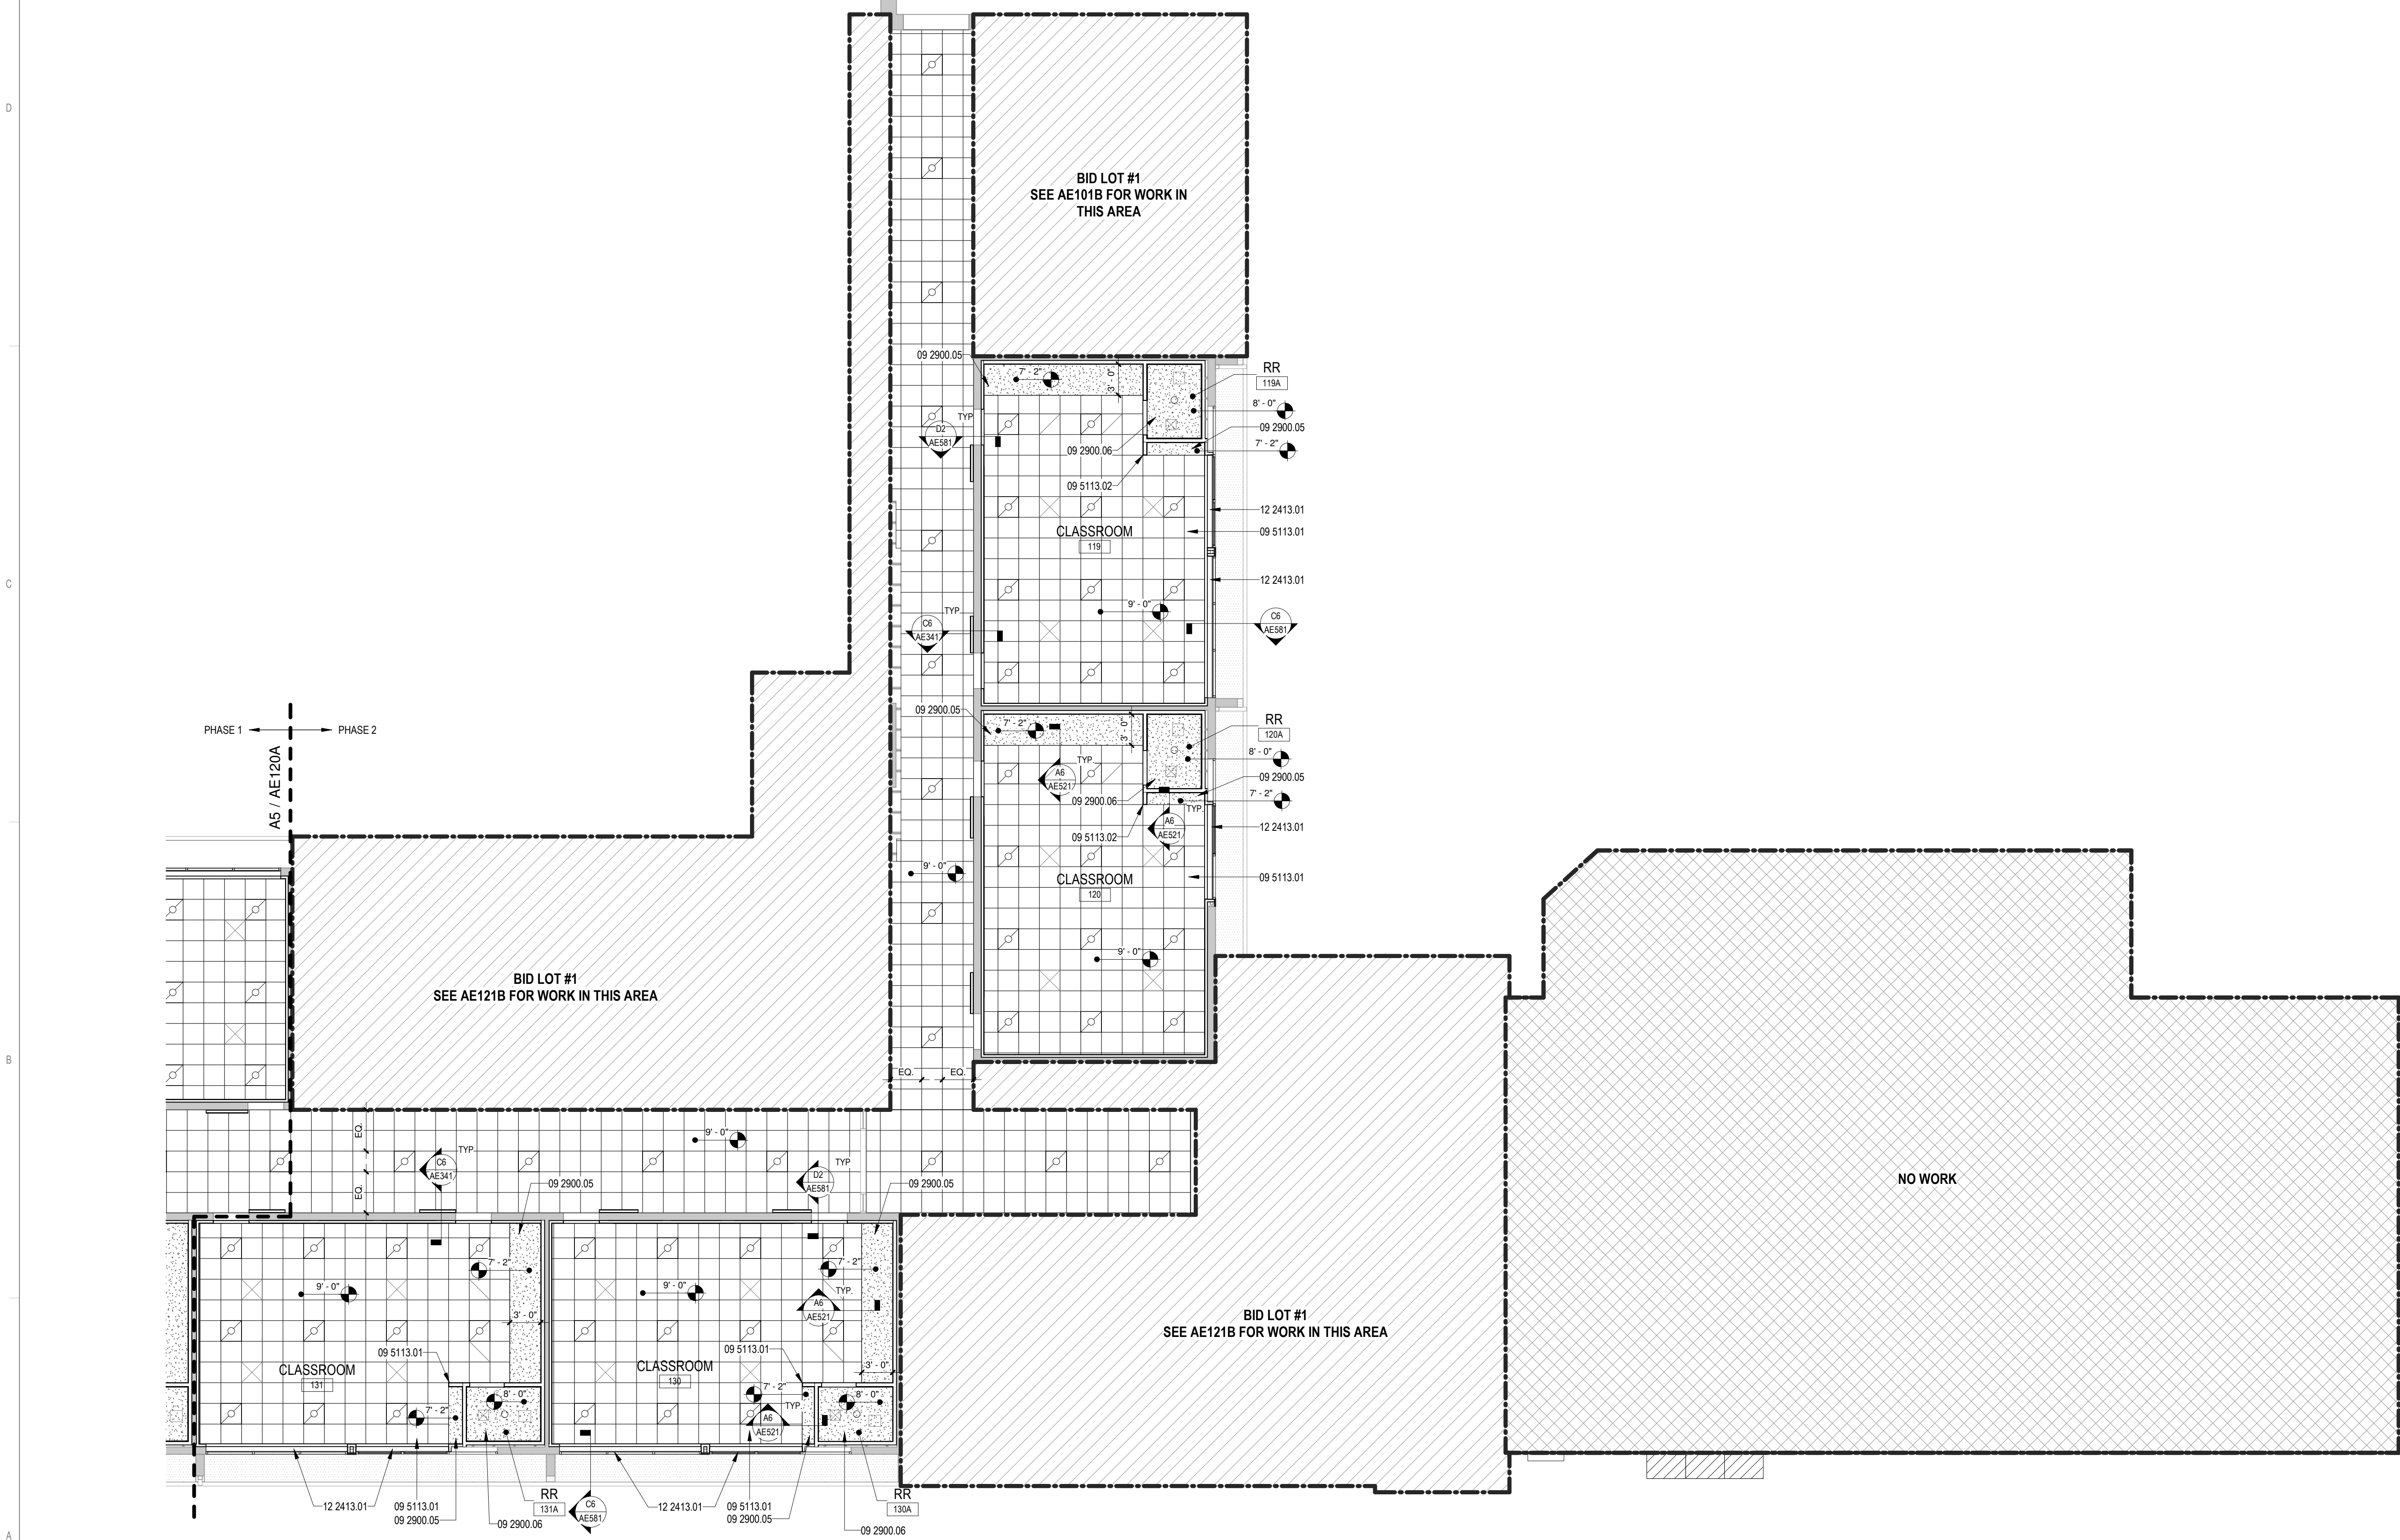 D
BID LOT #1
SEE AE101B FOR WORK IN
THIS AREA
09 2900.05
7' - 2"
3' - 0"
RR
119A
8' - 0"
09 2900.05
7' - 2"
TYP
D2
AE581
09 2900.06
09 5113.02
12 2413.01
09 5113.01
CLASSROOM
119
C
12 2413.01
9' - 0"
TYP.
C6
AE341
C6
AE581
09 2900.05
7' - 2"
3' - 0"
RR
120A
8' - 0"
PHASE 1
PHASE 2
A5 / AE120A
TYP.
A6
AE521
09 2900.05
09 2900.06
7' - 2"
TYP.
A6
AE521
09 5113.02
12 2413.01
9' - 0"
CLASSROOM
120
09 5113.01
9' - 0"
BID LOT #1
SEE AE121B FOR WORK IN THIS AREA
B
EQ.
EQ.
EQ.
EQ.
9' - 0"
TYP
C6
AE341
TYP
D2
AE581
09 2900.05
09 2900.05
NO WORK
7' - 2"
7' - 2"
9' - 0"
9' - 0"
TYP.
A6
AE521
3' - 0"
BID LOT #1
SEE AE121B FOR WORK IN THIS AREA
09 5113.01
09 5113.01
CLASSROOM
131
CLASSROOM
130
3' - 0"
7' - 2"
8' - 0"
8' - 0"
7' - 2"
TYP.
A6
AE521
RR
131A
RR
130A
12 2413.01
09 5113.01
09 2900.05
09 2900.06
C6
AE581
12 2413.01
09 5113.01
09 2900.05
09 2900.06
A